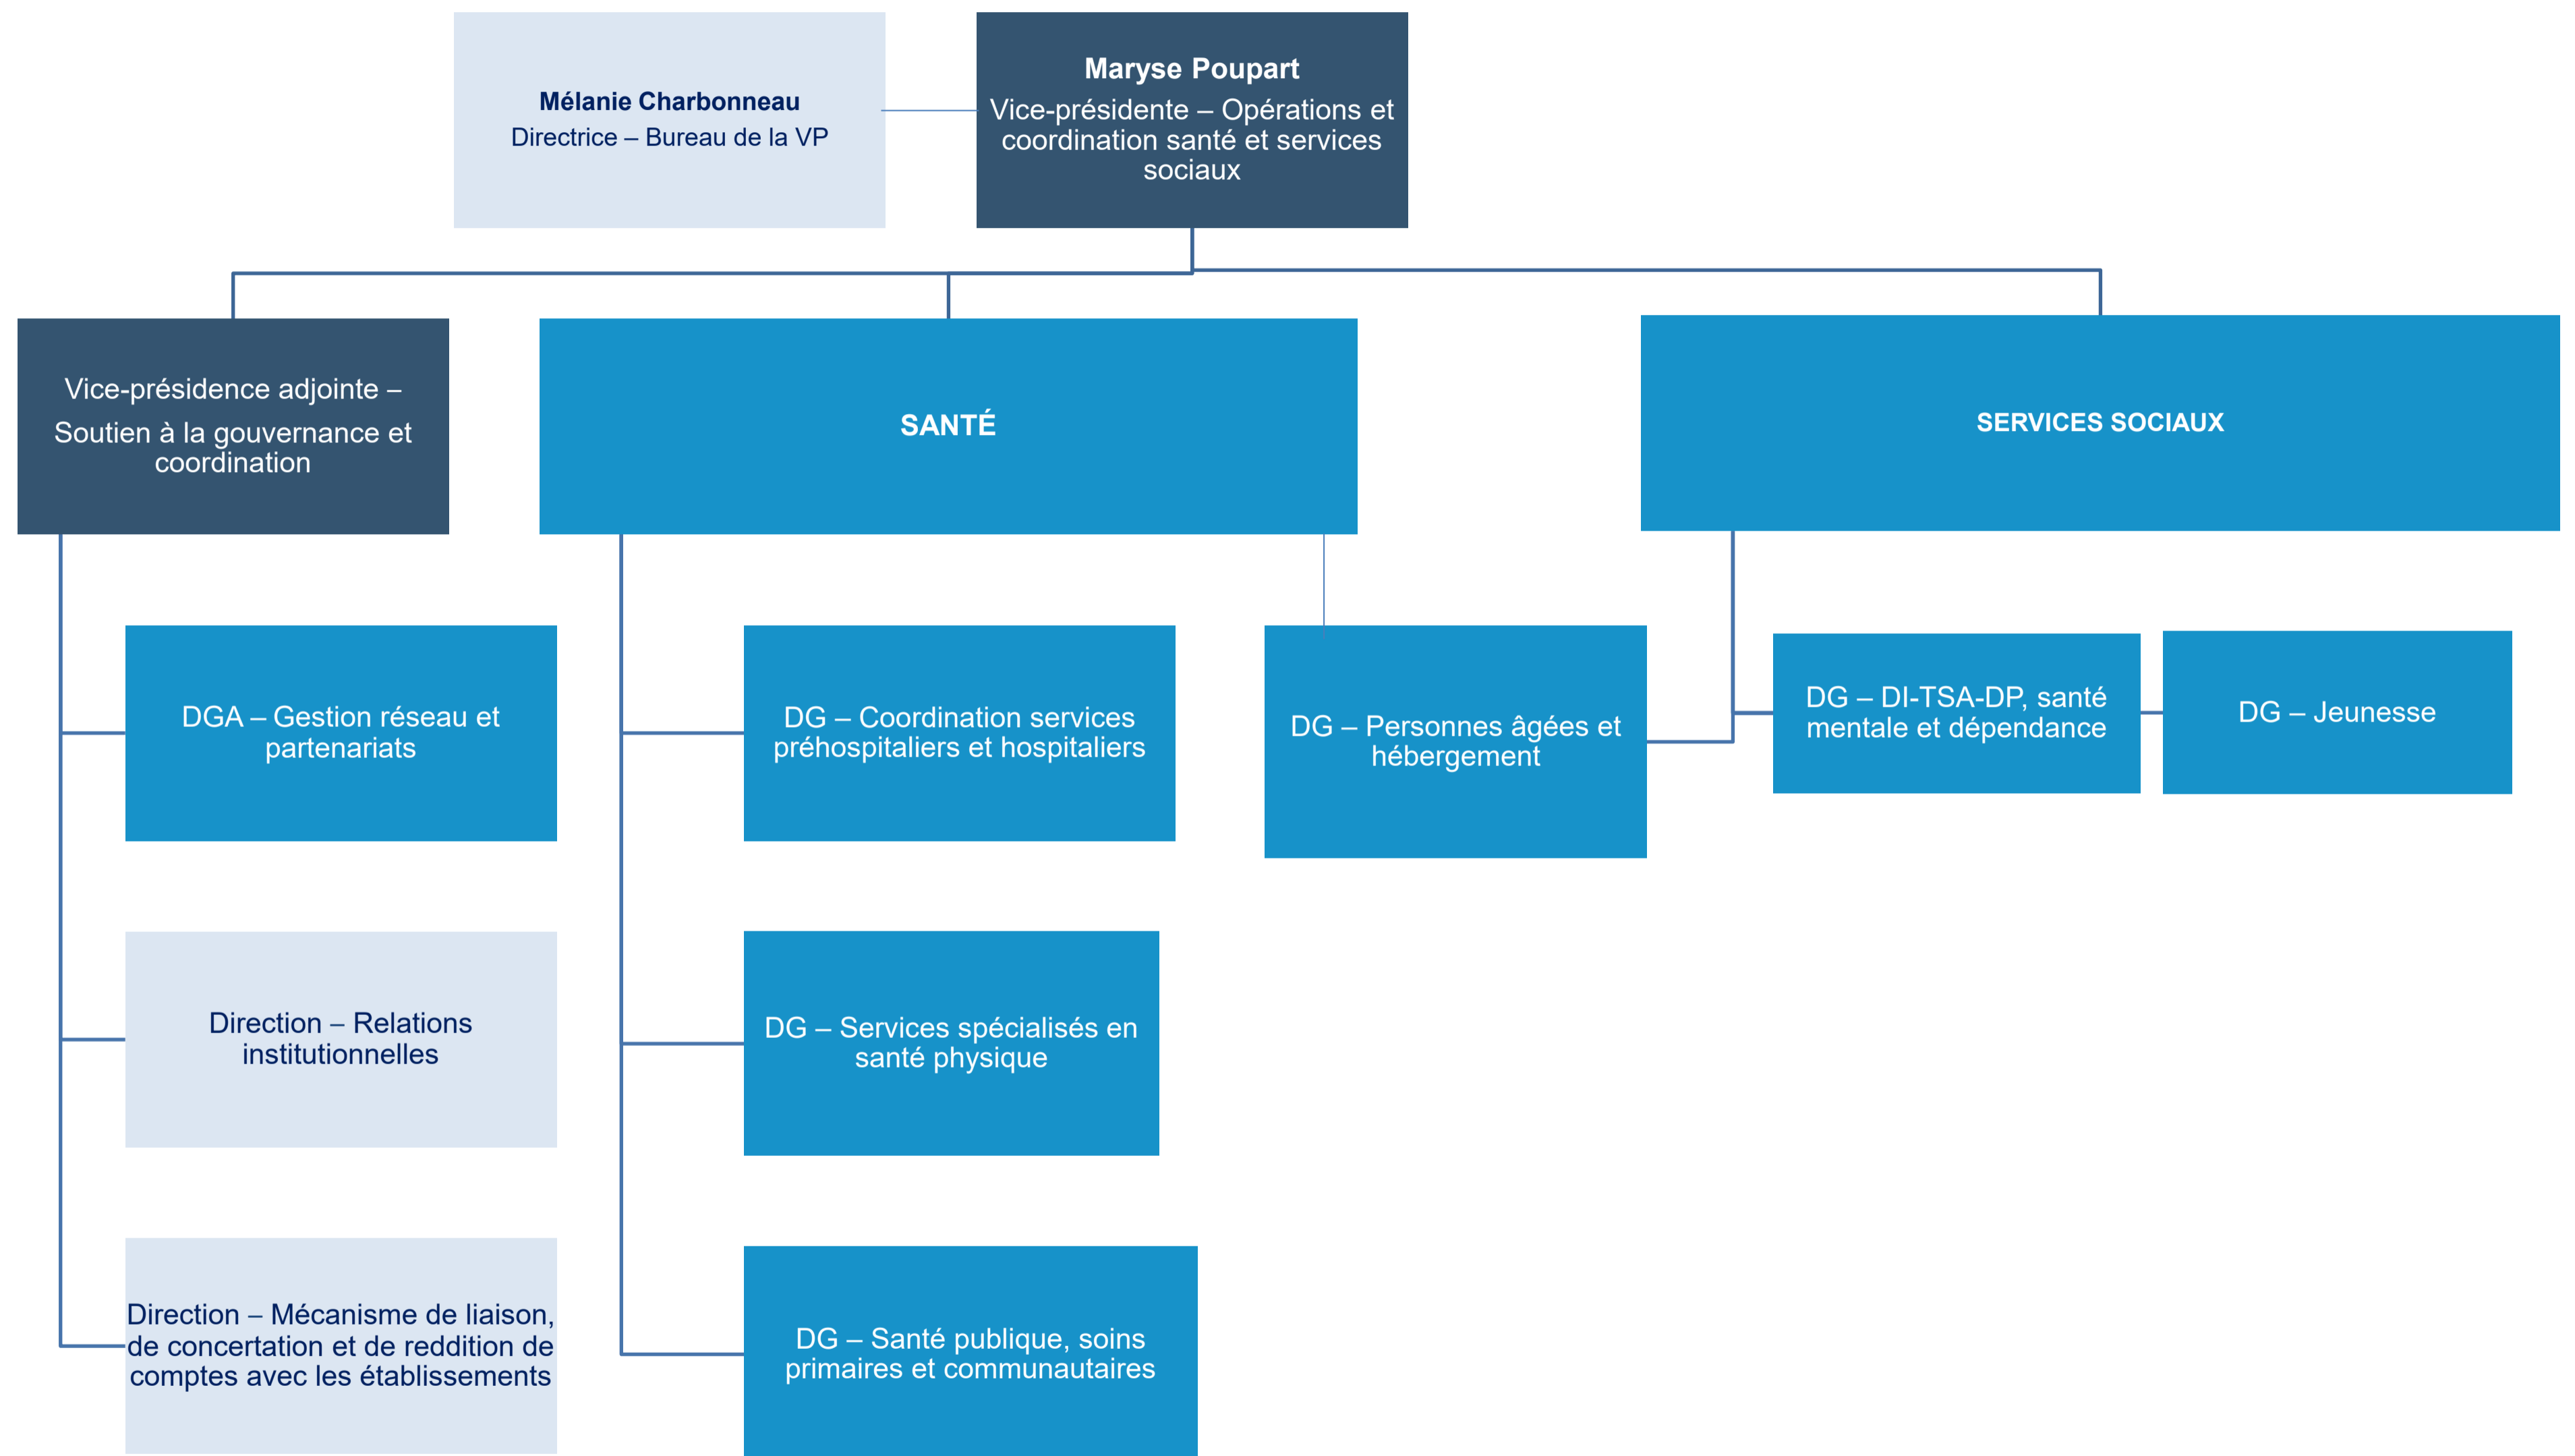 Mélanie Charbonneau
Directrice – Bureau de la VP
Maryse Poupart
Vice-présidente – Opérations et
coordination santé et services
sociaux
Vice-présidence adjointe –
Soutien à la gouvernance et
coordination
SANTÉ
SERVICES SOCIAUX
DGA – Gestion réseau et
partenariats
DG – Coordination services
préhospitaliers et hospitaliers
DG – Personnes âgées et
hébergement
DG – DI-TSA-DP, santé
mentale et dépendance
DG – Jeunesse
Direction – Relations
institutionnelles
DG – Services spécialisés en
santé physique
Direction – Mécanisme de liaison,
de concertation et de reddition de
comptes avec les établissements
DG – Santé publique, soins
primaires et communautaires